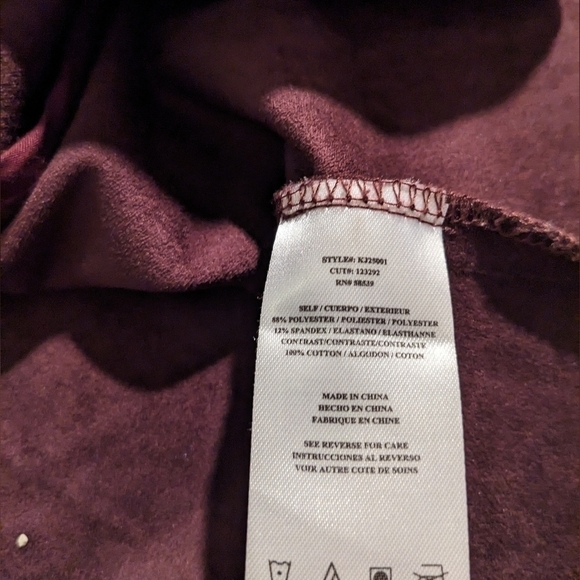 STYLE#: KJ25001
CUT#: 123292
RN# 88539
SELF / CUERPO / EXTERIEUR
88% POLYESTER / POLIESTER / POLYESTER
12% SPANDEX / ELASTANO / ELASTHANNE
CONTRAST/CONTRASTE/CONTRASTE
100% COTTON / ALGODON / COTON
MADE IN CHINA
HECHO EN CHINA
FABRIQUE EN CHINE
SEE REVERSE FOR CARE
INSTRUCCIONES AL REVERSO
VOIR AUTRE COTE DE SOINS